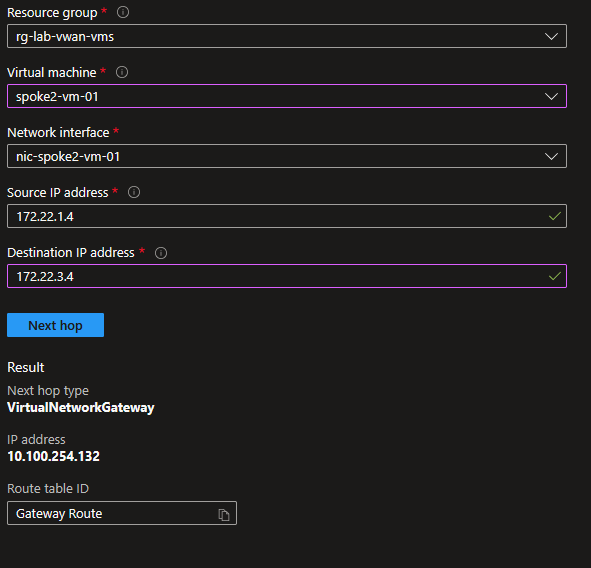 Resource group *
rg-lab-vwan-vms
Virtual machine *
spoke2-vm-01
Network interface *
nic-spoke2-vm-01
Source IP address *
172.22.1.4
Destination IP address *
172.22.3.4
Next hop
Result
Next hop type
VirtualNetworkGateway
IP address
10.100.254.132
Route table ID
Gateway Route